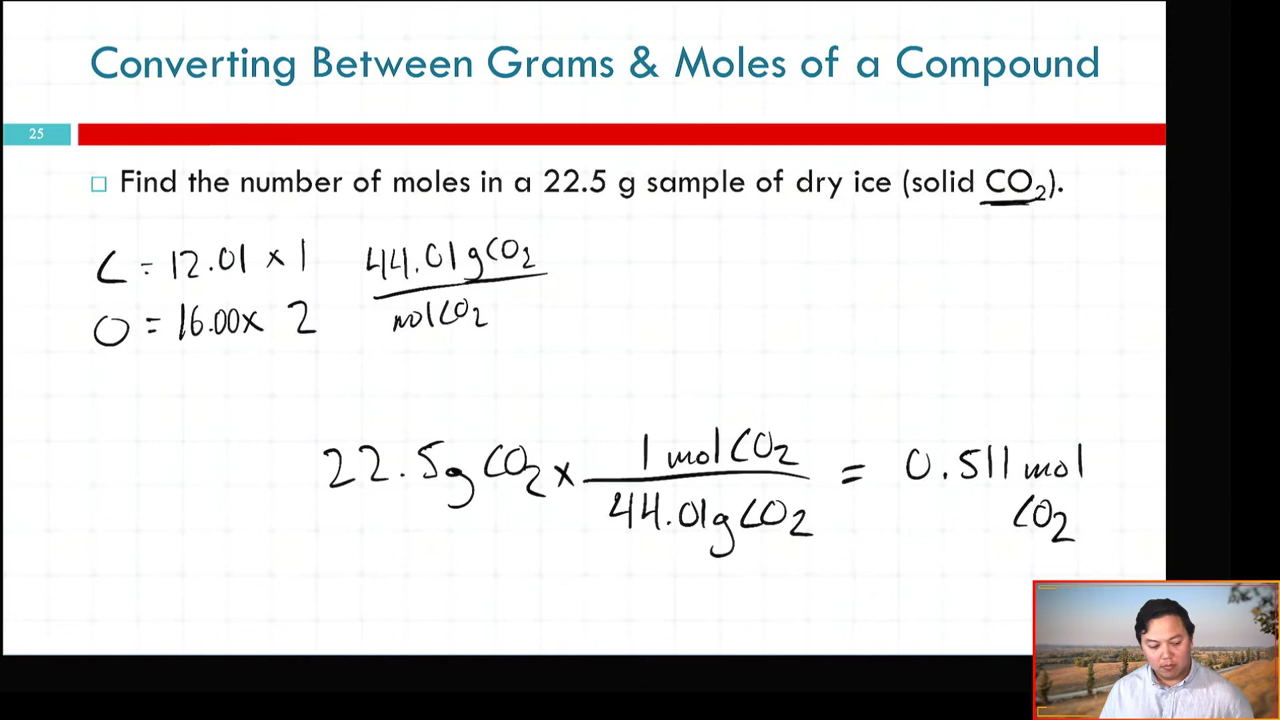 Converting Between Grams & Moles of a Compound
25
Find the number of moles in a 22.5 g sample of dry ice (solid CO₂).
C = 12.01 x 1
44.01 g CO₂
O = 16.00 x 2
mol CO₂
22.5 g CO₂ x
1 mol CO₂
44.01 g CO₂
= 0.511 mol
CO₂